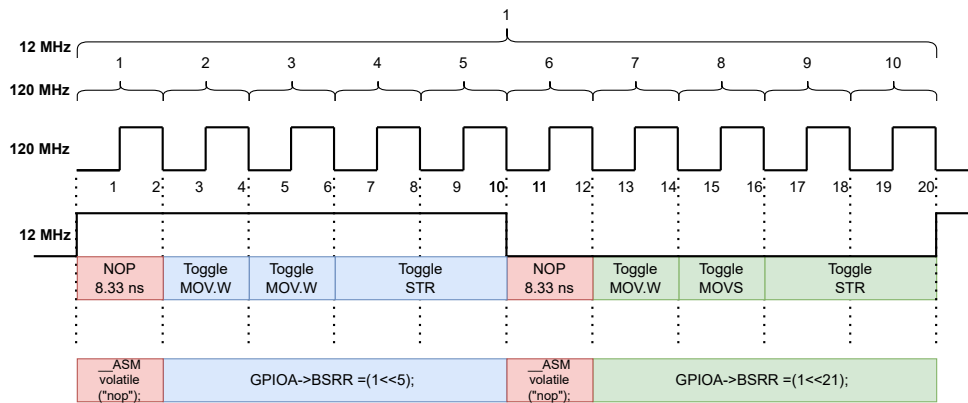 1
12 MHz
1 2 3 4 5 6 7 8 9 10
120 MHz
120 MHz
1 2 3 4 5 6 7 8 9 10 11 12 13 14 15 16 17 18 19 20
12 MHz
NOP Toggle Toggle Toggle NOP Toggle Toggle Toggle
8.33 ns MOV.W MOV.W STR 8.33 ns MOV.W MOVS STR
__ASM
volatile
("nop");
GPIOA->BSRR =(1<<5);
__ASM
volatile
("nop");
GPIOA->BSRR =(1<<21);